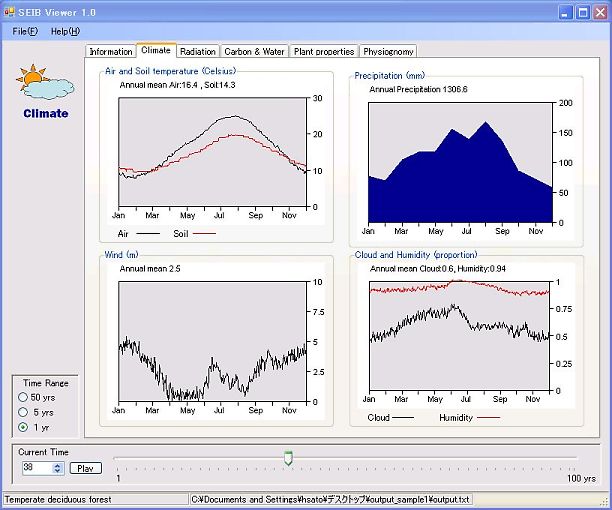 SEIB Viewer 1.0
File(F) Help(H)
Information Climate Radiation Carbon & Water Plant properties Physiognomy
Climate
Air and Soil temperature (Celsius)
Annual mean Air:16.4 , Soil:14.3
30
20
10
0
Jan Mar May Jul Sep Nov
Air Soil
Precipitation (mm)
Annual Precipitation 1306.6
200
150
100
50
0
Jan Mar May Jul Sep Nov
Wind (m)
Annual mean 2.5
10
8
6
4
2
0
Jan Mar May Jul Sep Nov
Cloud and Humidity (proportion)
Annual mean Cloud:0.6, Humidity:0.94
1
0.75
0.5
0.25
0
Jan Mar May Jul Sep Nov
Cloud Humidity
Time Range
50 yrs
5 yrs
1 yr
Current Time
38 Play
1 100 yrs
Temperate deciduous forest C:¥Documents and Settings¥hsato¥デスクトップ¥output_sample1¥output.txt